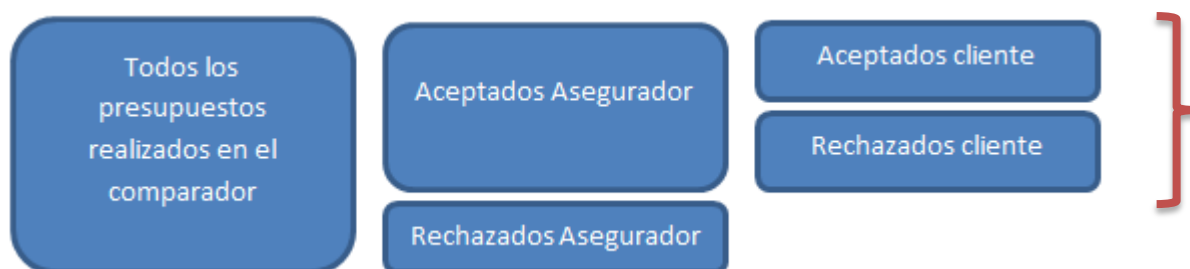 Todos los
presupuestos
realizados en el
comparador
Aceptados Asegurador
Rechazados Asegurador
Aceptados cliente
Rechazados cliente